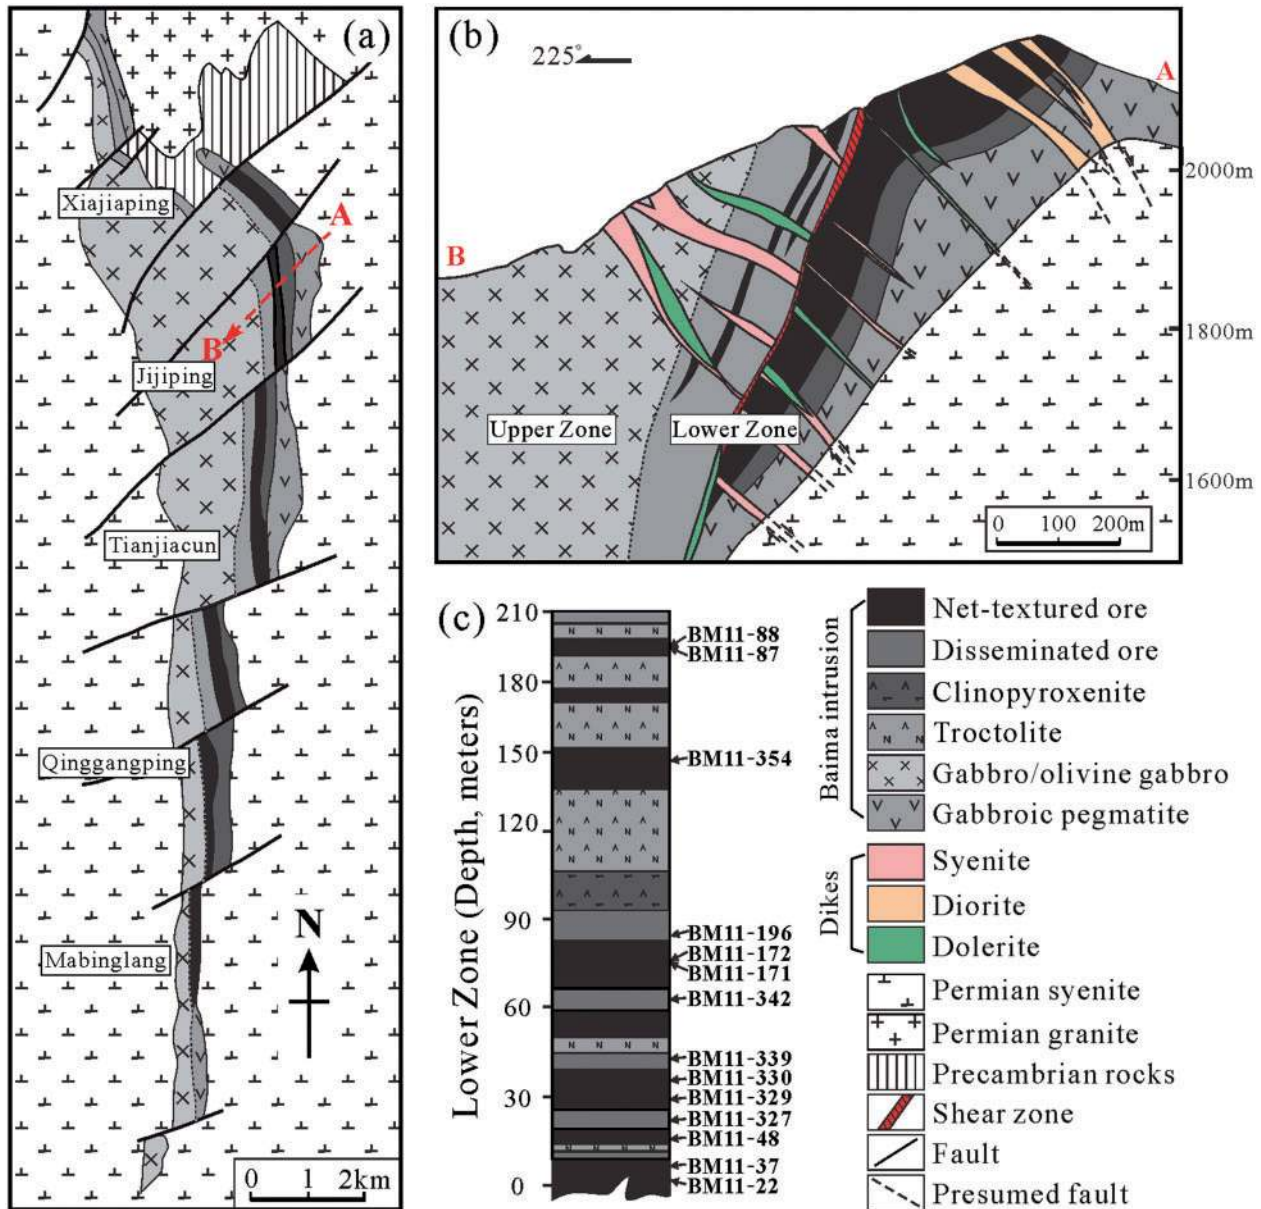 (a)
Xiajiaping
A
B
Jijiping
Tianjiacun
Qinggangping
N
Mabinglang
0 1 2km
(b)
225°
A
B
2000m
1800m
1600m
Upper Zone
Lower Zone
0 100 200m
(c)
Lower Zone (Depth, meters)
210
180
150
120
90
60
30
0
BM11-88
BM11-87
BM11-354
BM11-196
BM11-172
BM11-171
BM11-342
BM11-339
BM11-330
BM11-329
BM11-327
BM11-48
BM11-37
BM11-22
Baima intrusion
Net-textured ore
Disseminated ore
Clinopyroxenite
Troctolite
Gabbro/olivine gabbro
Gabbroic pegmatite
Dikes
Syenite
Diorite
Dolerite
Permian syenite
Permian granite
Precambrian rocks
Shear zone
Fault
Presumed fault